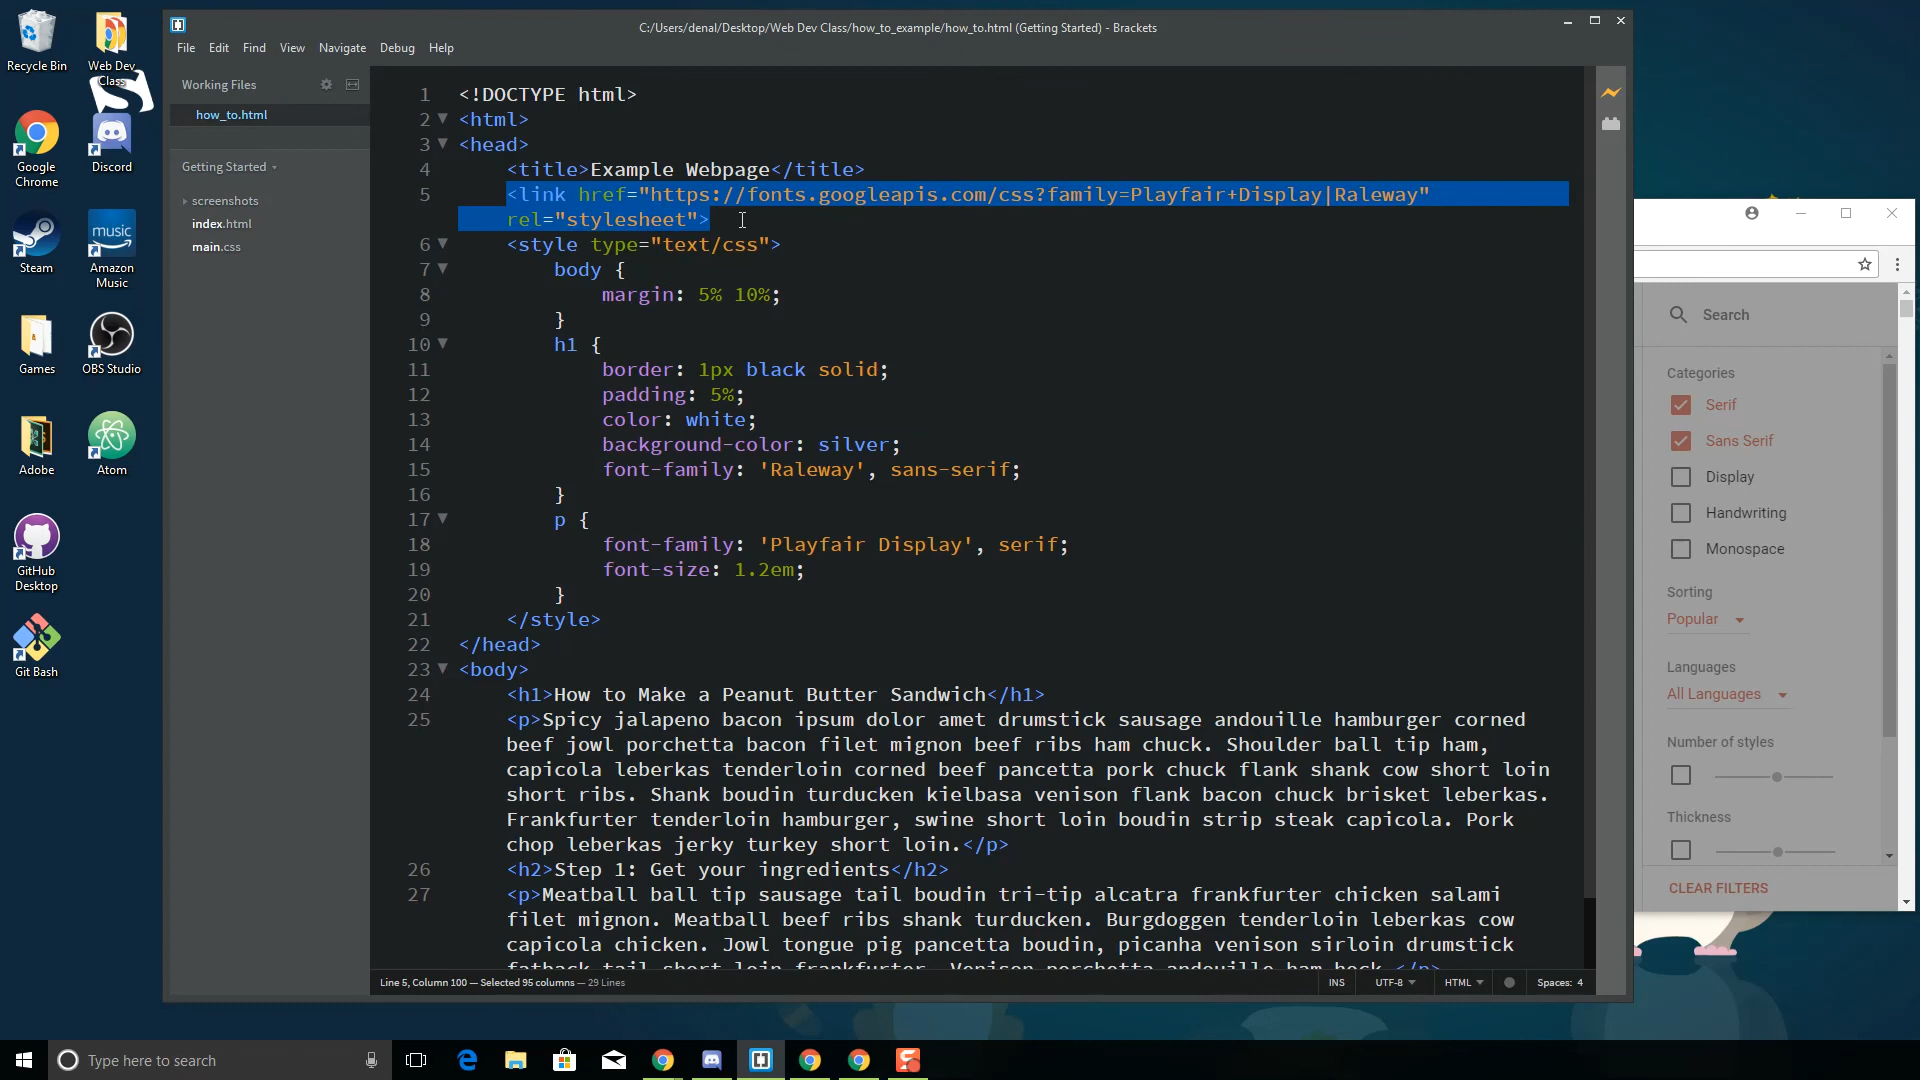 Recycle Bin
Web Dev
Class
Google
Chrome
Discord
Steam
Amazon
Music
music
Games
OBS Studio
Adobe
Atom
GitHub
Desktop
Git Bash
C:/Users/denal/Desktop/Web Dev Class/how_to_example/how_to.html (Getting Started) - Brackets
File Edit Find View Navigate Debug Help
Working Files
how_to.html
Getting Started
screenshots
index.html
main.css
1 <!DOCTYPE html>
2 <html>
3 <head>
4 <title>Example Webpage</title>
5 <link href="https://fonts.googleapis.com/css?family=Playfair+Display|Raleway"
rel="stylesheet">
6 <style type="text/css">
7 body {
8 margin: 5% 10%;
9 }
10 h1 {
11 border: 1px black solid;
12 padding: 5%;
13 color: white;
14 background-color: silver;
15 font-family: 'Raleway', sans-serif;
16 }
17 p {
18 font-family: 'Playfair Display', serif;
19 font-size: 1.2em;
20 }
21 </style>
22 </head>
23 <body>
24 <h1>How to Make a Peanut Butter Sandwich</h1>
25 <p>Spicy jalapeno bacon ipsum dolor amet drumstick sausage andouille hamburger corned
beef jowl porchetta bacon filet mignon beef ribs ham chuck. Shoulder ball tip ham,
capicola leberkas tenderloin corned beef pancetta pork chuck flank shank cow short loin
short ribs. Shank boudin turducken kielbasa venison flank bacon chuck brisket leberkas.
Frankfurter tenderloin hamburger, swine short loin boudin strip steak capicola. Pork
chop leberkas jerky turkey short loin.</p>
26 <h2>Step 1: Get your ingredients</h2>
27 <p>Meatball ball tip sausage tail boudin tri-tip alcatra frankfurter chicken salami
filet mignon. Meatball beef ribs shank turducken. Burgdoggen tenderloin leberkas cow
capicola chicken. Jowl tongue pig pancetta boudin, picanha venison sirloin drumstick
fatback tail short loin frankfurter. Venison porchetta andouille ham hock.</p>
Line 5, Column 100 — Selected 95 columns — 29 Lines
INS UTF-8 HTML Spaces: 4
Search
Categories
Serif
Sans Serif
Display
Handwriting
Monospace
Sorting
Popular
Languages
All Languages
Number of styles
Thickness
CLEAR FILTERS
Type here to search